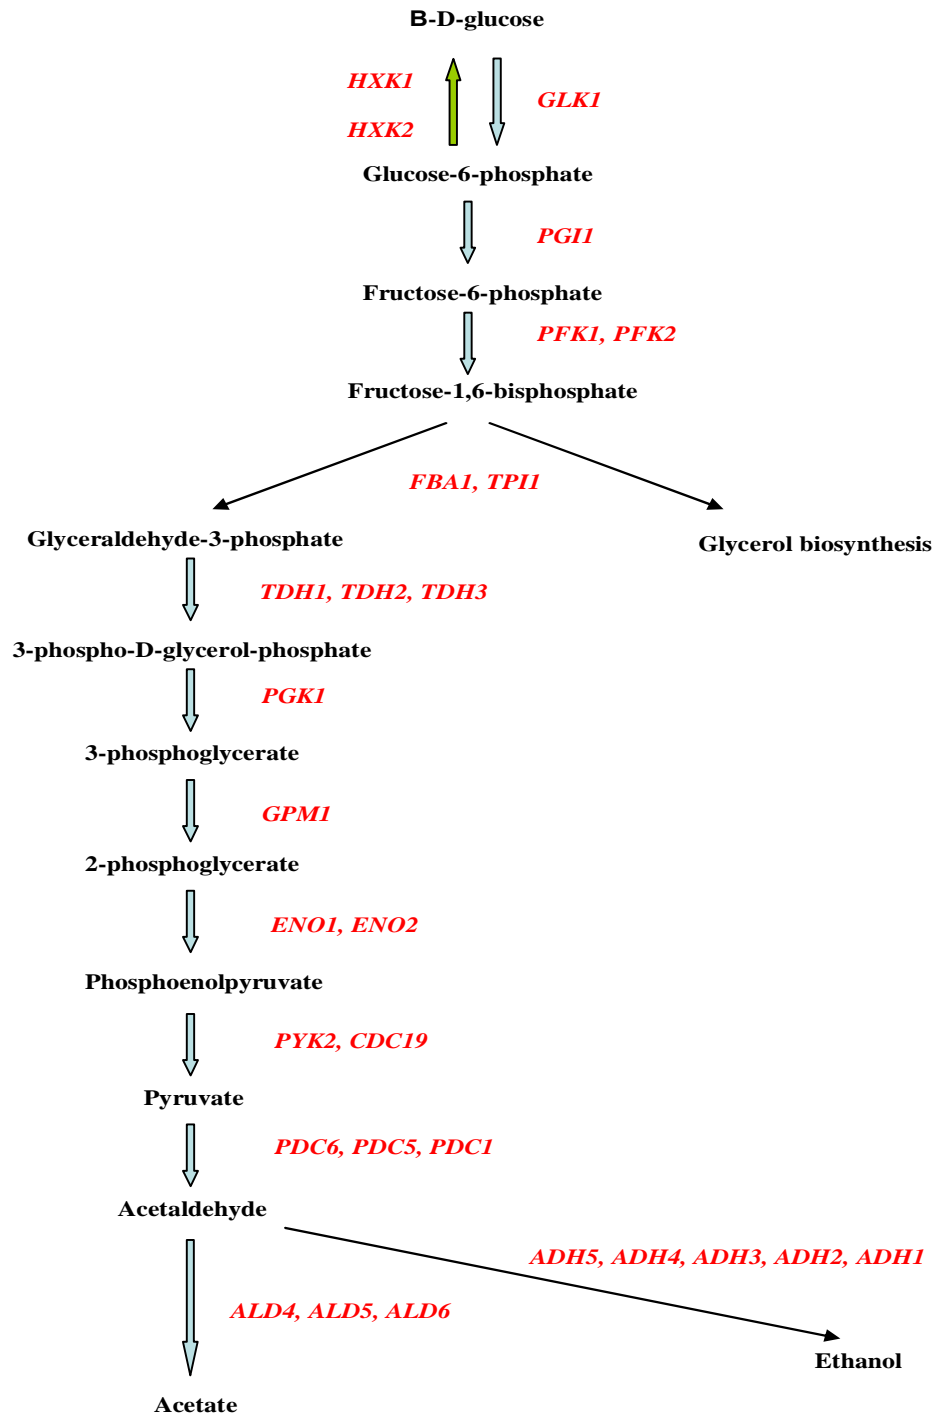 B-D-glucose
HXK1
GLK1
HXK2
Glucose-6-phosphate
PGI1
Fructose-6-phosphate
PFK1, PFK2
Fructose-1,6-bisphosphate
FBA1, TPI1
Glyceraldehyde-3-phosphate
Glycerol biosynthesis
TDH1, TDH2, TDH3
3-phospho-D-glycerol-phosphate
PGK1
3-phosphoglycerate
GPM1
2-phosphoglycerate
ENO1, ENO2
Phosphoenolpyruvate
PYK2, CDC19
Pyruvate
PDC6, PDC5, PDC1
Acetaldehyde
ADH5, ADH4, ADH3, ADH2, ADH1
ALD4, ALD5, ALD6
Ethanol
Acetate